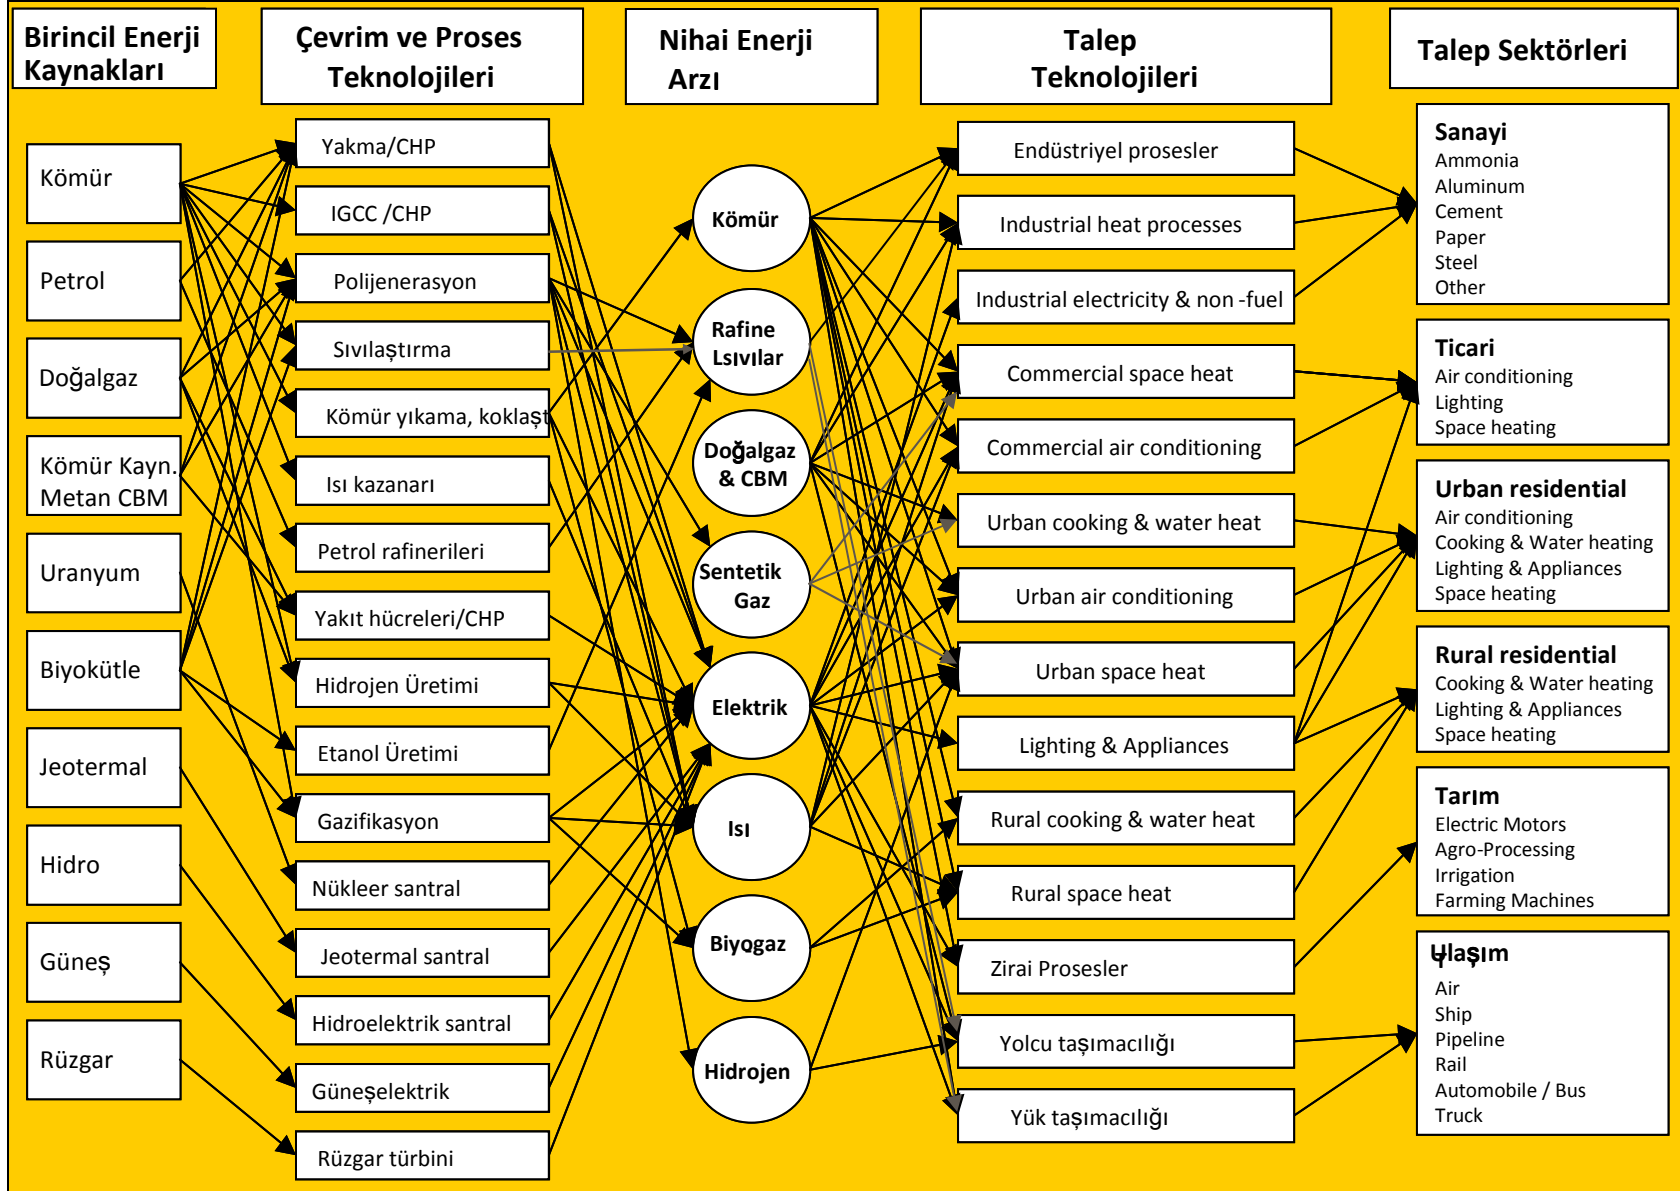 Birincil Enerji
Kaynakları
Çevrim ve Proses
Teknolojileri
Nihai Enerji
Arzı
Talep
Teknolojileri
Talep Sektörleri
Kömür
Petrol
Doğalgaz
Kömür Kayn.
Metan CBM
Uranyum
Biyokütle
Jeotermal
Hidro
Güneş
Rüzgar
Yakma/CHP
IGCC /CHP
Polijenerasyon
Sıvılaştırma
Kömür yıkama, koklaşt
Isı kazanarı
Petrol rafinerileri
Yakıt hücreleri/CHP
Hidrojen Üretimi
Etanol Üretimi
Gazifikasyon
Nükleer santral
Jeotermal santral
Hidroelektrik santral
Güneşelektrik
Rüzgar türbini
Kömür
Rafine
Lsıvılar
Doğalgaz
& CBM
Sentetik
Gaz
Elektrik
Isı
Biyogaz
Hidrojen
Endüstriyel prosesler
Industrial heat processes
Industrial electricity & non -fuel
Commercial space heat
Commercial air conditioning
Urban cooking & water heat
Urban air conditioning
Urban space heat
Lighting & Appliances
Rural cooking & water heat
Rural space heat
Zirai Prosesler
Yolcu taşımacılığı
Yük taşımacılığı
Sanayi
Ammonia
Aluminum
Cement
Paper
Steel
Other
Ticari
Air conditioning
Lighting
Space heating
Urban residential
Air conditioning
Cooking & Water heating
Lighting & Appliances
Space heating
Rural residential
Cooking & Water heating
Lighting & Appliances
Space heating
Tarım
Electric Motors
Agro-Processing
Irrigation
Farming Machines
Ulaşım
Air
Ship
Pipeline
Rail
Automobile / Bus
Truck